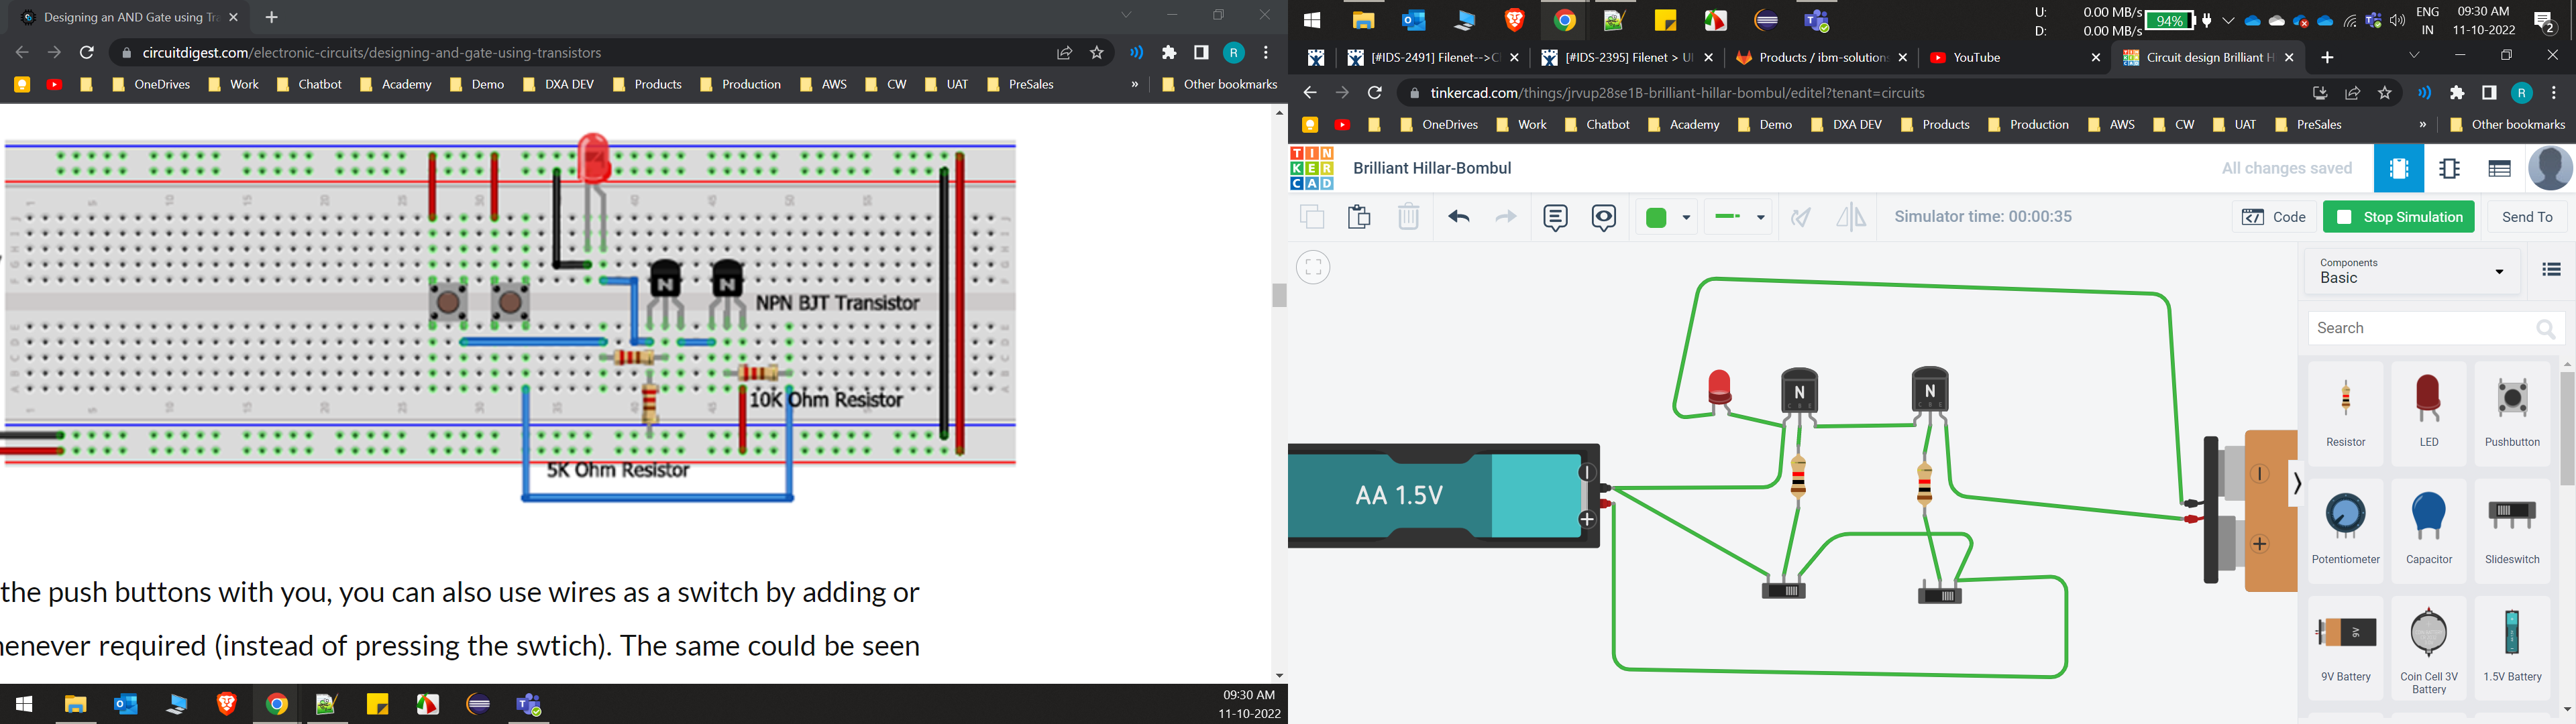 Designing an AND Gate using Tra
circuitdigest.com/electronic-circuits/designing-and-gate-using-transistors
OneDrives Work Chatbot Academy Demo DXA DEV Products Production AWS CW UAT PreSales » Other bookmarks
N N
NPN BJT Transistor
10K Ohm Resistor
5K Ohm Resistor
the push buttons with you, you can also use wires as a switch by adding or
enever required (instead of pressing the swtich). The same could be seen
09:30 AM
11-10-2022
U: 0.00 MB/s
D: 0.00 MB/s
94%
ENG
IN
09:30 AM
11-10-2022
2
[#IDS-2491] Filenet-->C
[#IDS-2395] Filenet > UI
Products / ibm-solution
YouTube
Circuit design Brilliant H
tinkercad.com/things/jrvup28se1B-brilliant-hillar-bombul/editel?tenant=circuits
R
OneDrives Work Chatbot Academy Demo DXA DEV Products Production AWS CW UAT PreSales » Other bookmarks
TIN
KER
CAD
Brilliant Hillar-Bombul
All changes saved
Simulator time: 00:00:35
Code
Stop Simulation
Send To
Components
Basic
Search
Resistor
LED
Pushbutton
Potentiometer
Capacitor
Slideswitch
9V Battery
Coin Cell 3V
Battery
1.5V Battery
N
N
AA 1.5V